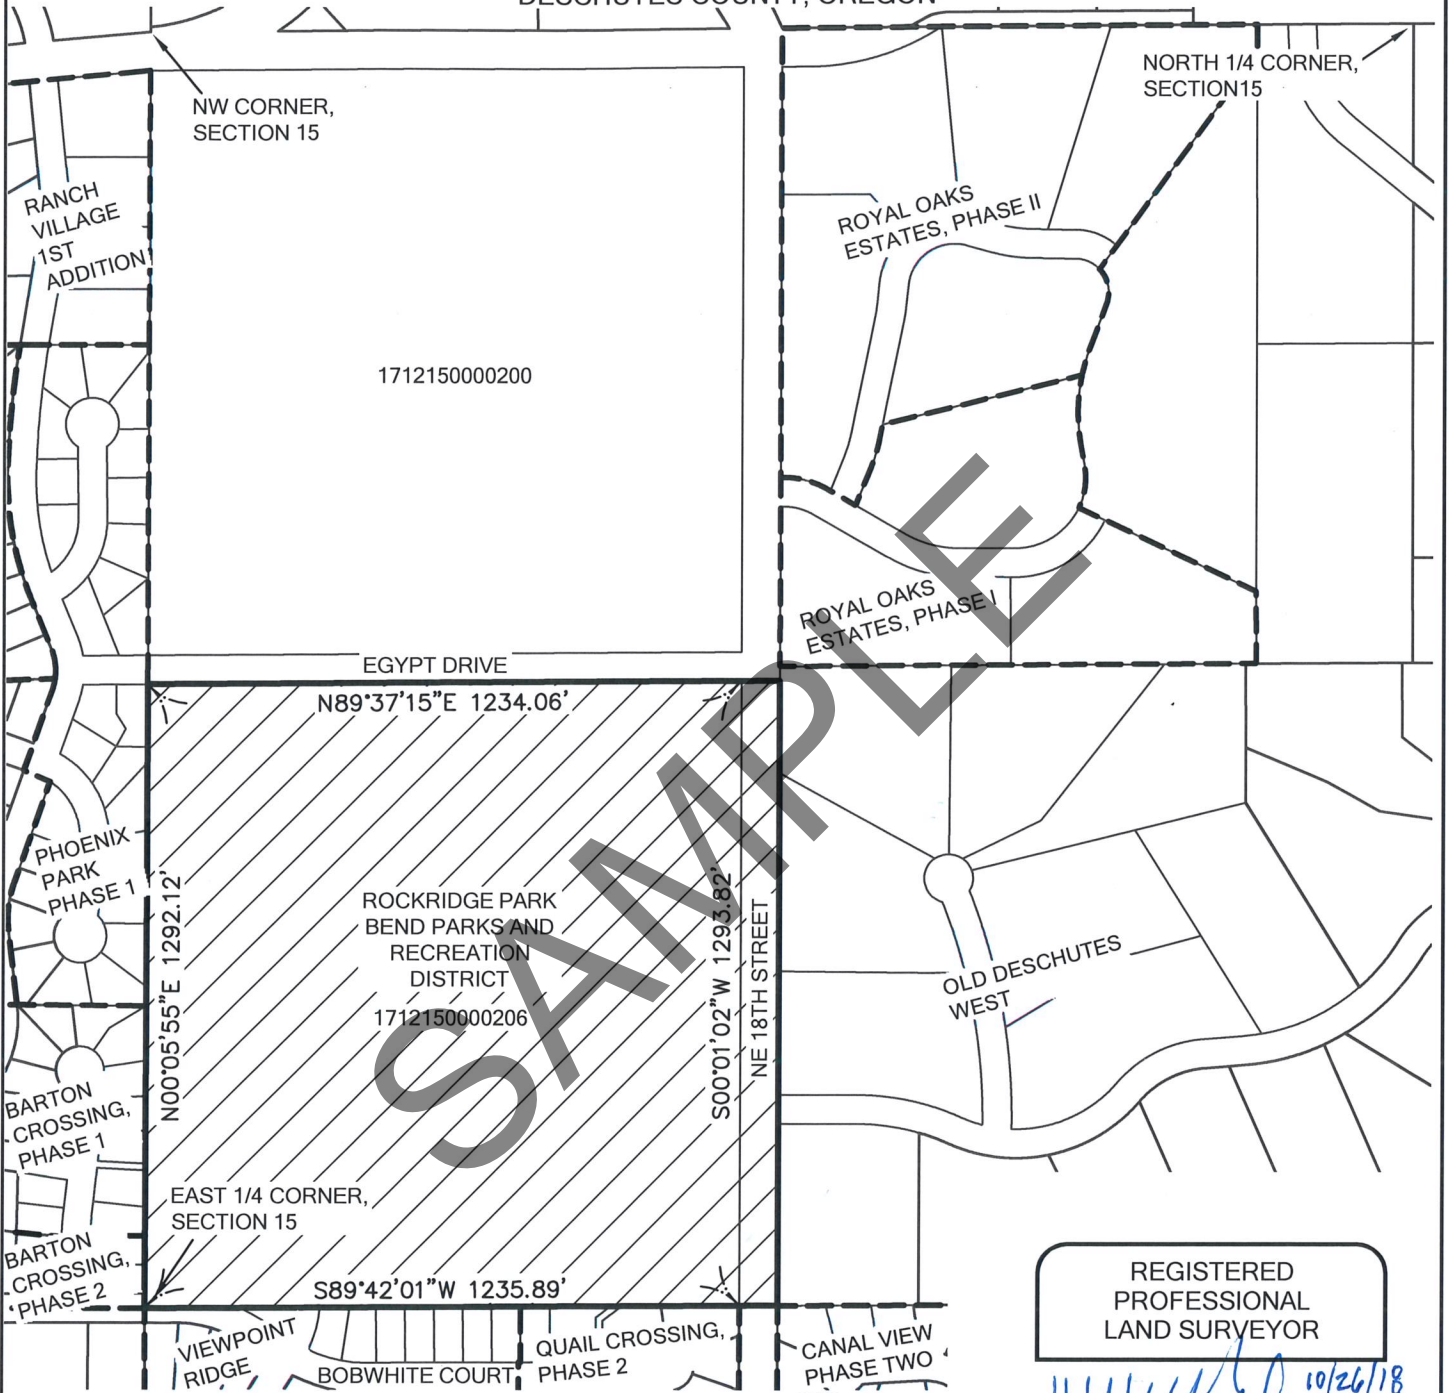 DESCHUTES COUNTY, OREGON
NW CORNER,
SECTION 15
NORTH 1/4 CORNER,
SECTION15
RANCH
VILLAGE
1ST
ADDITION
ROYAL OAKS
ESTATES, PHASE II
1712150000200
ROYAL OAKS
ESTATES, PHASE I
EGYPT DRIVE
N89°37'15"E 1234.06'
PHOENIX
PARK
PHASE 1
N00°05'55"E 1292.12'
ROCKRIDGE PARK
BEND PARKS AND
RECREATION
DISTRICT
1712150000206
S00°01'02"W 1293.82'
NE 18TH STREET
OLD DESCHUTES
WEST
SAMPLE
BARTON
CROSSING,
PHASE 1
EAST 1/4 CORNER,
SECTION 15
BARTON
CROSSING,
PHASE 2
S89°42'01"W 1235.89'
VIEWPOINT
RIDGE
BOBWHITE COURT
QUAIL CROSSING,
PHASE 2
CANAL VIEW
PHASE TWO
REGISTERED
PROFESSIONAL
LAND SURVEYOR
10/26/18